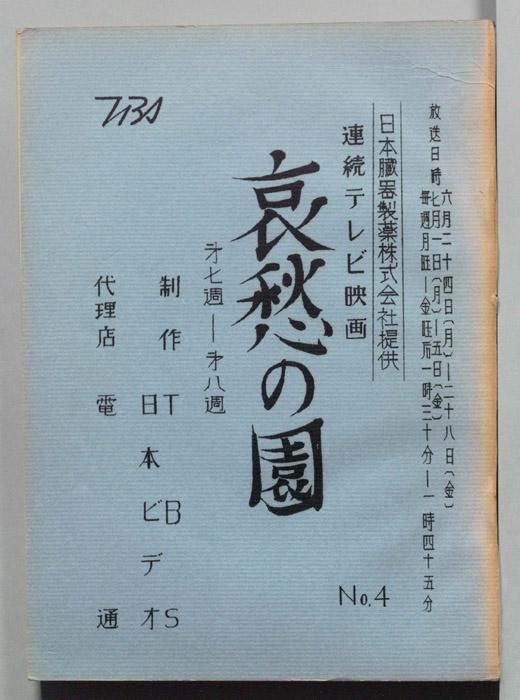 放送日時
六月二十四日(月)―二十八日(金)
七月一日(月)―五日(金)
毎週月旺―金旺后一時三十分―一時四十五分
日本臓器製薬株式会社提供
連続テレビ映画
哀愁の園
才七週―才八週
制作 TBS
日本ビデオ
代理店 電通
TBS
No.4